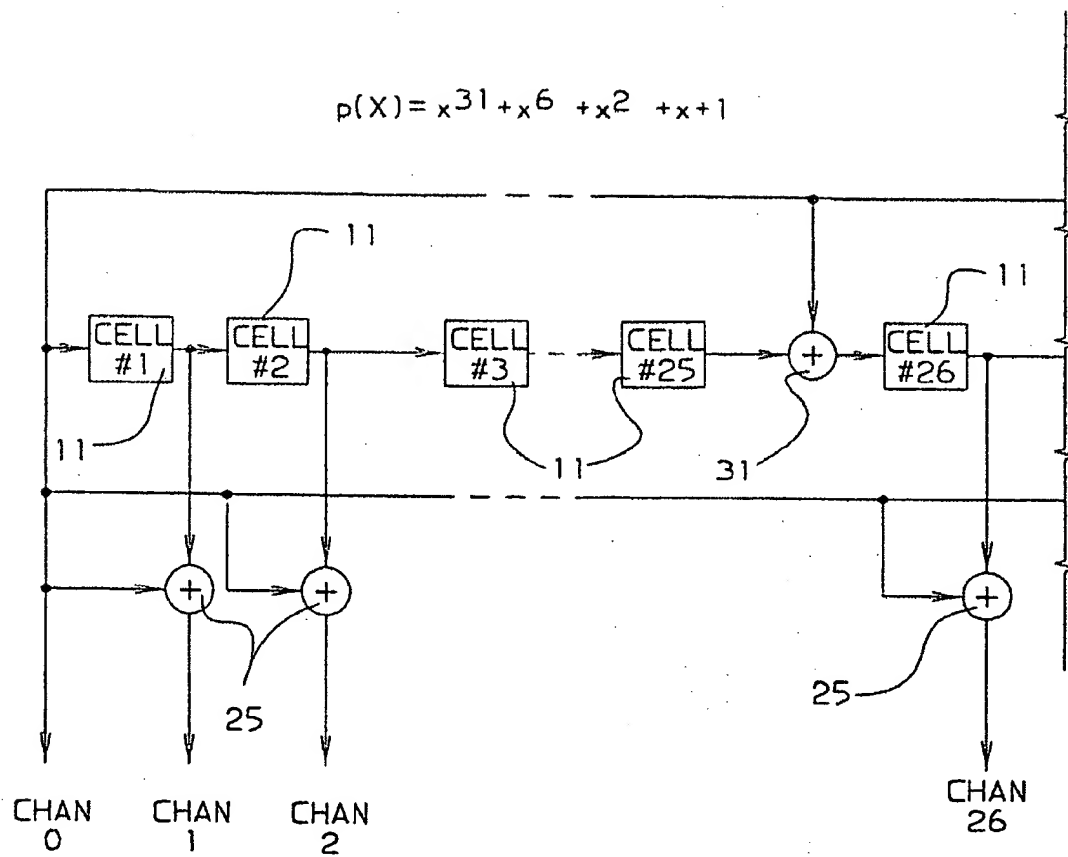 p(X)= x31+x6 +x2 +x+1
11
11
CELL #1
CELL #2
CELL #3
CELL #25
+
CELL #26
11
11
31
+
+
+
25
25
CHAN 0
CHAN 1
CHAN 2
CHAN 26